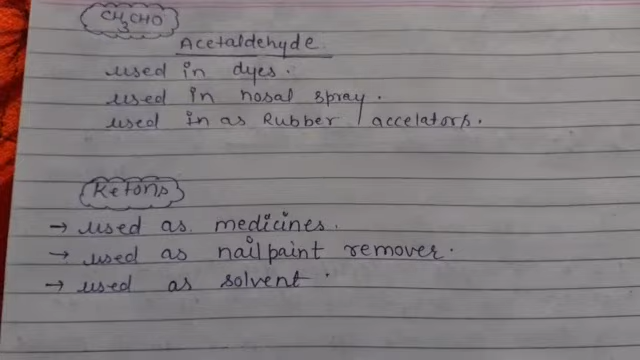 CH3CHO
Acetaldehyde
used in dyes.
used in nosal spray.
used in as Rubber accelators.
Ketons
→ used as medicines.
→ used as nailpaint remover.
→ used as solvent.